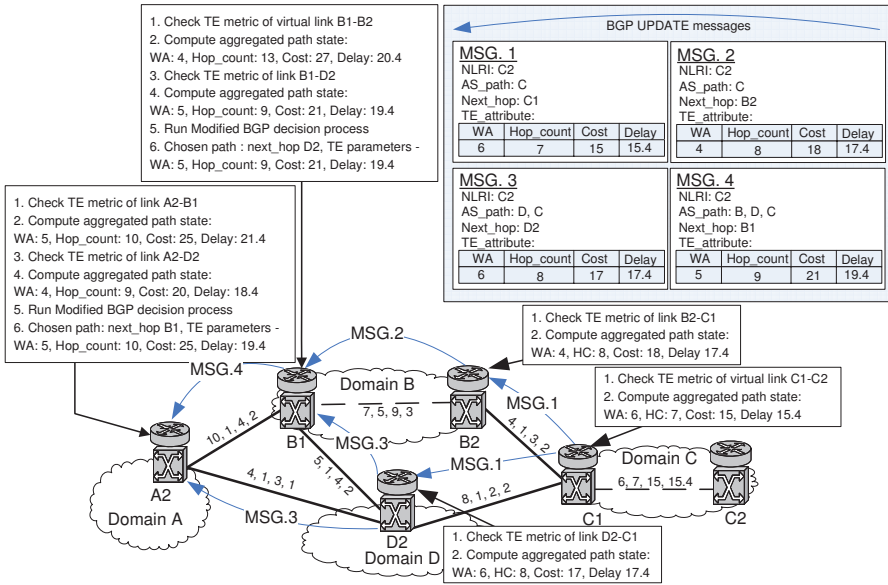 1. Check TE metric of virtual link B1-B2
2. Compute aggregated path state:
WA: 4, Hop_count: 13, Cost: 27, Delay: 20.4
3. Check TE metric of link B1-D2
4. Compute aggregated path state:
WA: 5, Hop_count: 9, Cost: 21, Delay: 19.4
5. Run Modified BGP decision process
6. Chosen path : next_hop D2, TE parameters -
WA: 5, Hop_count: 9, Cost: 21, Delay: 19.4
BGP UPDATE messages
MSG. 1
NLRI: C2
AS_path: C
Next_hop: C1
TE_attribute:
WA Hop_count Cost Delay
6 7 15 15.4
MSG. 2
NLRI: C2
AS_path: C
Next_hop: B2
TE_attribute:
WA Hop_count Cost Delay
4 8 18 17.4
MSG. 3
NLRI: C2
AS_path: D, C
Next_hop: D2
TE_attribute:
WA Hop_count Cost Delay
6 8 17 17.4
MSG. 4
NLRI: C2
AS_path: B, D, C
Next_hop: B1
TE_attribute:
WA Hop_count Cost Delay
5 9 21 19.4
1. Check TE metric of link A2-B1
2. Compute aggregated path state:
WA: 5, Hop_count: 10, Cost: 25, Delay: 21.4
3. Check TE metric of link A2-D2
4. Compute aggregated path state:
WA: 4, Hop_count: 9, Cost: 20, Delay: 18.4
5. Run Modified BGP decision process
6. Chosen path: next_hop B1, TE parameters -
WA: 5, Hop_count: 10, Cost: 25, Delay: 19.4
1. Check TE metric of link B2-C1
2. Compute aggregated path state:
WA: 4, HC: 8, Cost: 18, Delay 17.4
1. Check TE metric of virtual link C1-C2
2. Compute aggregated path state:
WA: 6, HC: 7, Cost: 15, Delay 15.4
MSG.2
MSG.4
Domain B
7, 5, 9, 3
B1
B2
MSG.1
10, 1, 4, 2
MSG.3
5, 1, 4, 2
4, 1, 3, 2
MSG.1
Domain C
6, 7, 15, 15.4
C1
C2
A2
Domain A
4, 1, 3, 1
MSG.3
8, 1, 2, 2
D2
Domain D
1. Check TE metric of link D2-C1
2. Compute aggregated path state:
WA: 6, HC: 8, Cost: 17, Delay 17.4